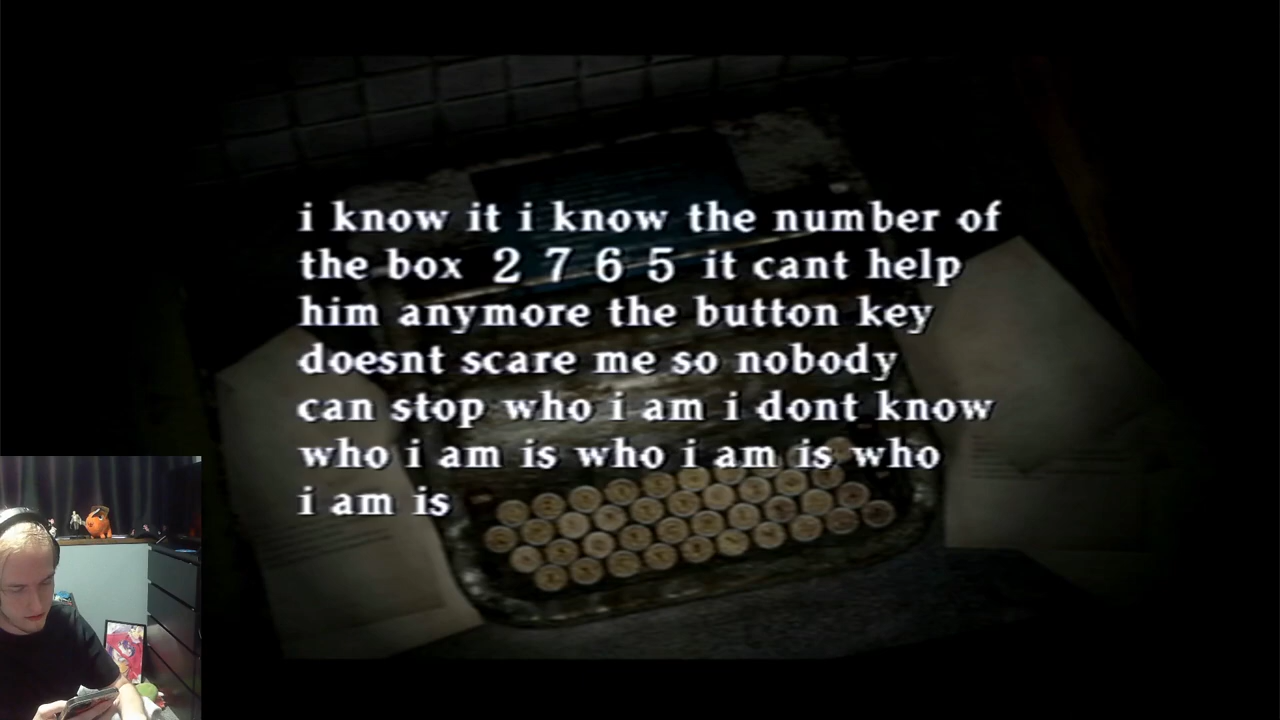 i know it i know the number of
the box 2 7 6 5 it cant help
him anymore the button key
doesnt scare me so nobody
can stop who i am i dont know
who i am is who i am is who
i am is